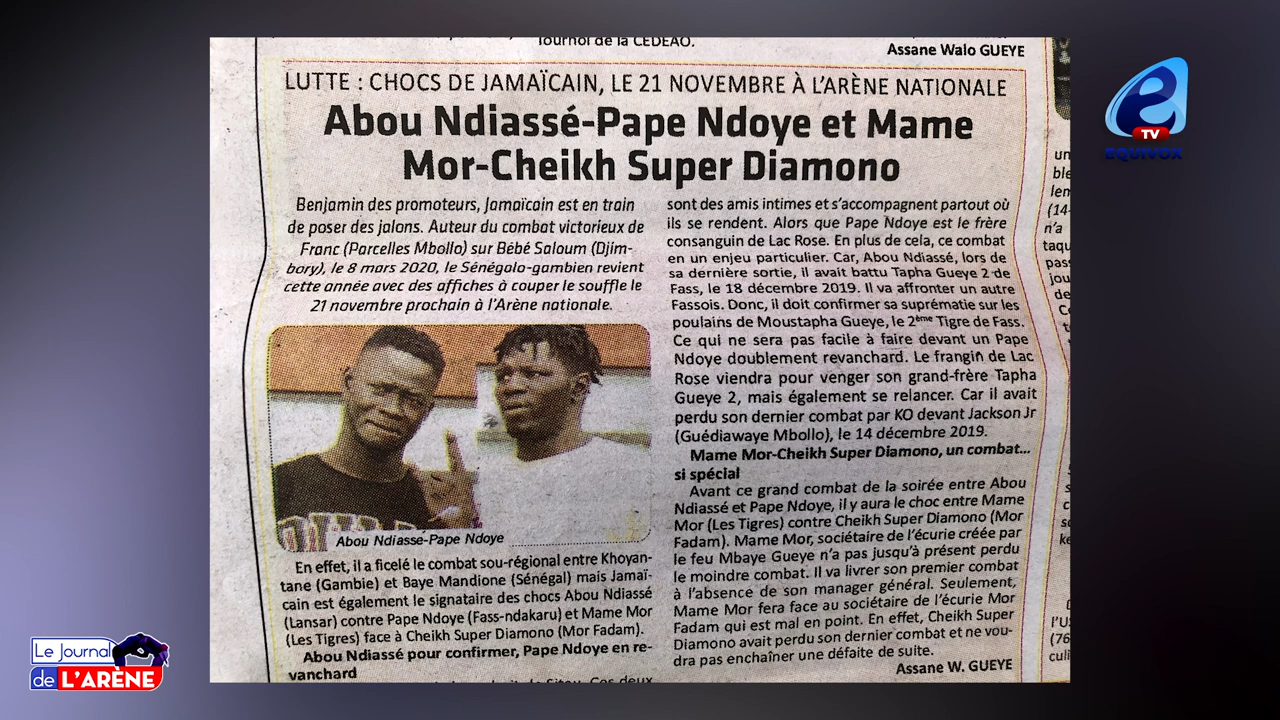 Tournoi de la CEDEAO.
Assane Walo GUEYE
LUTTE : CHOCS DE JAMAÏCAIN, LE 21 NOVEMBRE À L'ARÈNE NATIONALE
Abou Ndiassé-Pape Ndoye et Mame
Mor-Cheikh Super Diamono
Benjamin des promoteurs, Jamaïcain est en train
de poser des jalons. Auteur du combat victorieux de
Franc (Parcelles Mbollo) sur Bébé Saloum (Djim-
bory), le 8 mars 2020, le Sénégalo-gambien revient
cette année avec des affiches à couper le souffle le
21 novembre prochain à l'Arène nationale.
Abou Ndiassé-Pape Ndoye
En effet, il a ficelé le combat sou-régional entre Khoyan-
tane (Gambie) et Baye Mandione (Sénégal) mais Jamaï-
cain est également le signataire des chocs Abou Ndiassé
(Lansar) contre Pape Ndoye (Fass-ndakaru) et Mame Mor
(Les Tigres) face à Cheikh Super Diamono (Mor Fadam).
Abou Ndiassé pour confirmer, Pape Ndoye en re-
vanchard
sont des amis intimes et s'accompagnent partout où
ils se rendent. Alors que Pape Ndoye est le frère
consanguin de Lac Rose. En plus de cela, ce combat
en un enjeu particulier. Car, Abou Ndiassé, lors de
sa dernière sortie, il avait battu Tapha Gueye 2 de
Fass, le 18 décembre 2019. Il va affronter un autre
Fassois. Donc, il doit confirmer sa suprématie sur les
poulains de Moustapha Gueye, le 2ème Tigre de Fass.
Ce qui ne sera pas facile à faire devant un Pape
Ndoye doublement revanchard. Le frangin de Lac
Rose viendra pour venger son grand-frère Tapha
Gueye 2, mais également se relancer. Car il avait
perdu son dernier combat par KO devant Jackson Jr
(Guédiawaye Mbollo), le 14 décembre 2019.
Mame Mor-Cheikh Super Diamono, un combat...
si spécial
Avant ce grand combat de la soirée entre Abou
Ndiassé et Pape Ndoye, il y aura le choc entre Mame
Mor (Les Tigres) contre Cheikh Super Diamono (Mor
Fadam). Mame Mor, sociétaire de l'écurie créée par
le feu Mbaye Gueye n'a pas jusqu'à présent perdu
le moindre combat. Il va livrer son premier combat
à l'absence de son manager général. Seulement,
Mame Mor fera face au sociétaire de l'écurie Mor
Fadam qui est mal en point. En effet, Cheikh Super
Diamono avait perdu son dernier combat et ne vou-
dra pas enchaîner une défaite de suite.
Assane W. GUEYE
e
TV
EQUIVOX
Le Journal
de L'ARÈNE